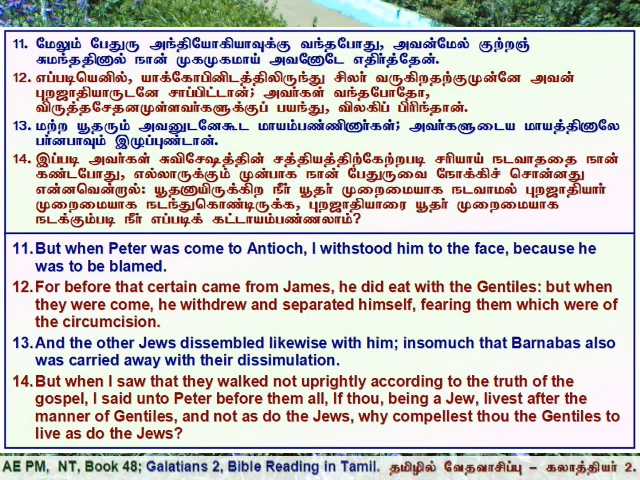 11. மேலும் பேதுரு அந்தியோகியாவுக்கு வந்தபோது, அவன்மேல் குற்றஞ்
சுமந்ததினால் நான் முகமுகமாய் அவனோடே எதிர்த்தேன்.
12. எப்படியெனில், யாக்கோபினிடத்திலிருந்து சிலர் வருகிறதற்குமுன்னே அவன்
புறஜாதியாருடனே சாப்பிட்டான்; அவர்கள் வந்தபோதோ,
விருத்தசேதனமுள்ளவர்களுக்குப் பயந்து, விலகிப் பிரிந்தான்.
13. மற்ற யூதரும் அவனுடனேகூட மாயம்பண்ணினார்கள்; அவர்களுடைய மாயத்தினாலே
பர்னபாவும் இழுப்புண்டான்.
14. இப்படி அவர்கள் சுவிசேஷத்தின் சத்தியத்திற்கேற்றபடி சரியாய் நடவாததை நான்
கண்டபோது, எல்லாருக்கும் முன்பாக நான் பேதுருவை நோக்கிச் சொன்னது
என்னவென்றால்: யூதனாயிருக்கிற நீர் யூதர் முறைமையாக நடவாமல் புறஜாதியார்
முறைமையாக நடந்துகொண்டிருக்க, புறஜாதியாரை யூதர் முறைமையாக
நடக்கும்படி நீர் எப்படிக் கட்டாயம்பண்ணலாம்?
11. But when Peter was come to Antioch, I withstood him to the face, because he
was to be blamed.
12. For before that certain came from James, he did eat with the Gentiles: but when
they were come, he withdrew and separated himself, fearing them which were of
the circumcision.
13. And the other Jews dissembled likewise with him; insomuch that Barnabas also
was carried away with their dissimulation.
14. But when I saw that they walked not uprightly according to the truth of the
gospel, I said unto Peter before them all, If thou, being a Jew, livest after the
manner of Gentiles, and not as do the Jews, why compellest thou the Gentiles to
live as do the Jews?
AE PM, NT, Book 48; Galatians 2, Bible Reading in Tamil. தமிழில் வேதவாசிப்பு – கலாத்தியர் 2.